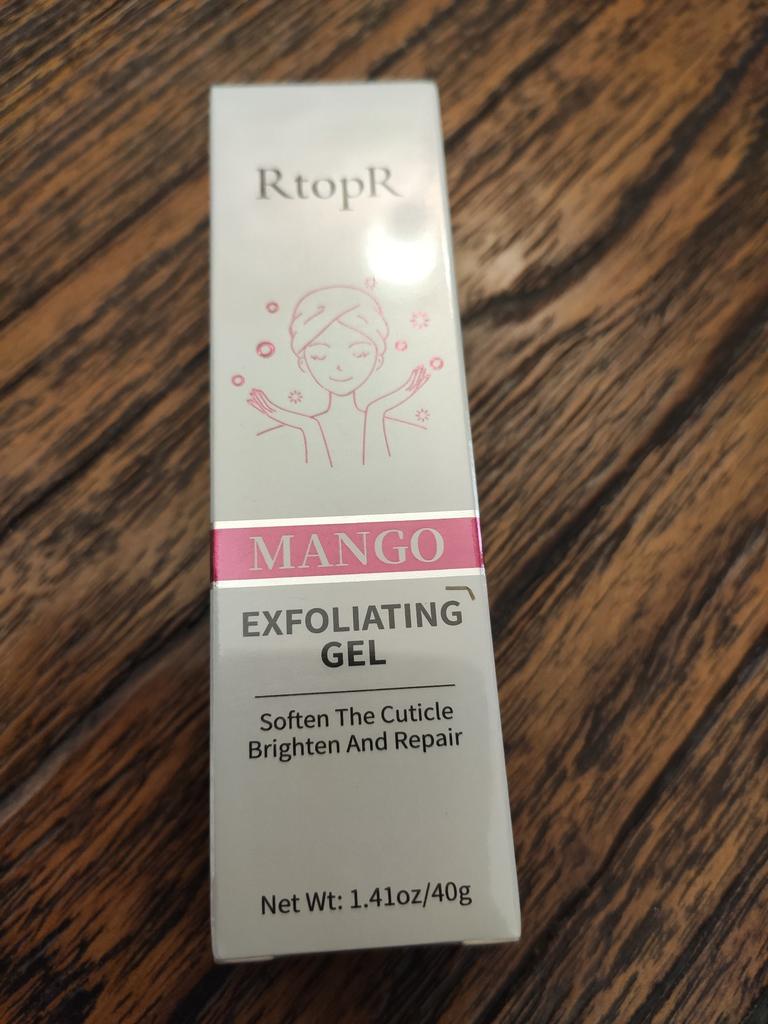 RtopR
MANGO
EXFOLIATING
GEL
Soften The Cuticle
Brighten And Repair
Net Wt: 1.41oz/40g